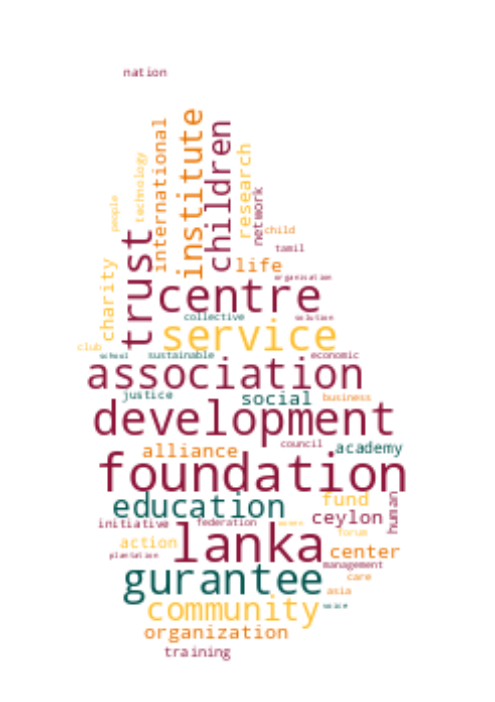 nation
institute
international
children
research
technology
network
people
child
trust
tamil
life
charity
organisation
centre
collective
solution
service
club
school
sustainable
economic
association
justice
social
business
development
council
alliance
academy
foundation
education
fund
human
ceylon
initiative
federation
forum
lanka
action
center
plantation
management
gurantee
care
asia
community
voice
organization
training